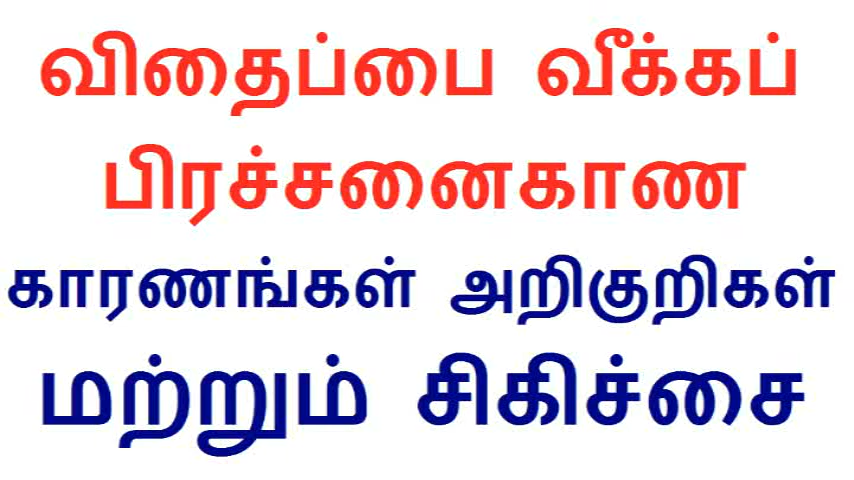 விதைப்பை வீக்கப்
பிரச்சனைகாண
காரணங்கள் அறிகுறிகள்
மற்றும் சிகிச்சை